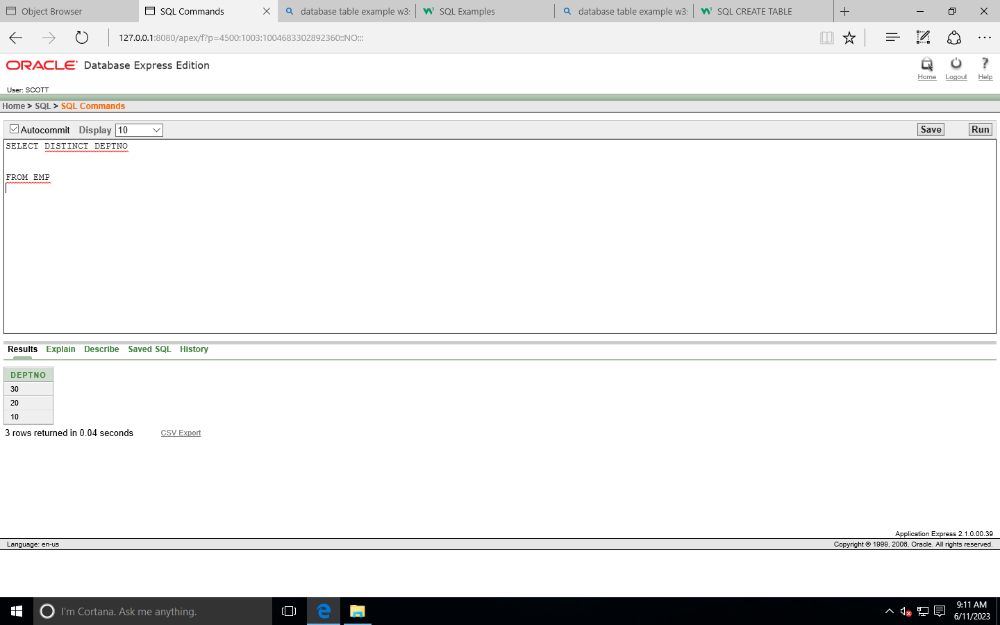 Object Browser
SQL Commands
database table example w3:
SQL Examples
database table example w3:
SQL CREATE TABLE
127.0.0.1:8080/apex/f?p=4500:1003:1004683302892360::NO:::
ORACLE Database Express Edition
Home
Logout
Help
User: SCOTT
Home > SQL > SQL Commands
Autocommit Display 10
Save
Run
SELECT DISTINCT DEPTNO
FROM EMP
Results Explain Describe Saved SQL History
DEPTNO
30
20
10
3 rows returned in 0.04 seconds
CSV Export
Application Express 2.1.0.00.39
Language: en-us
Copyright © 1999, 2006, Oracle. All rights reserved.
I'm Cortana. Ask me anything.
9:11 AM
6/11/2023